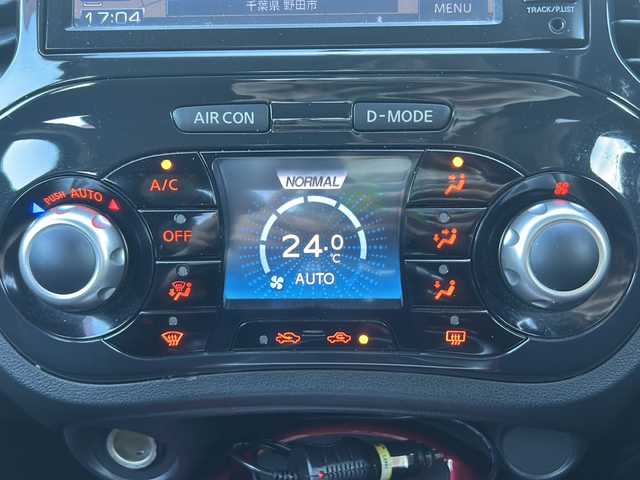 千葉県 野田市
17:04
MENU
TRACK/P.LIST
AIR CON
D-MODE
PUSH AUTO
A/C
OFF
NORMAL
24.0
°C
AUTO